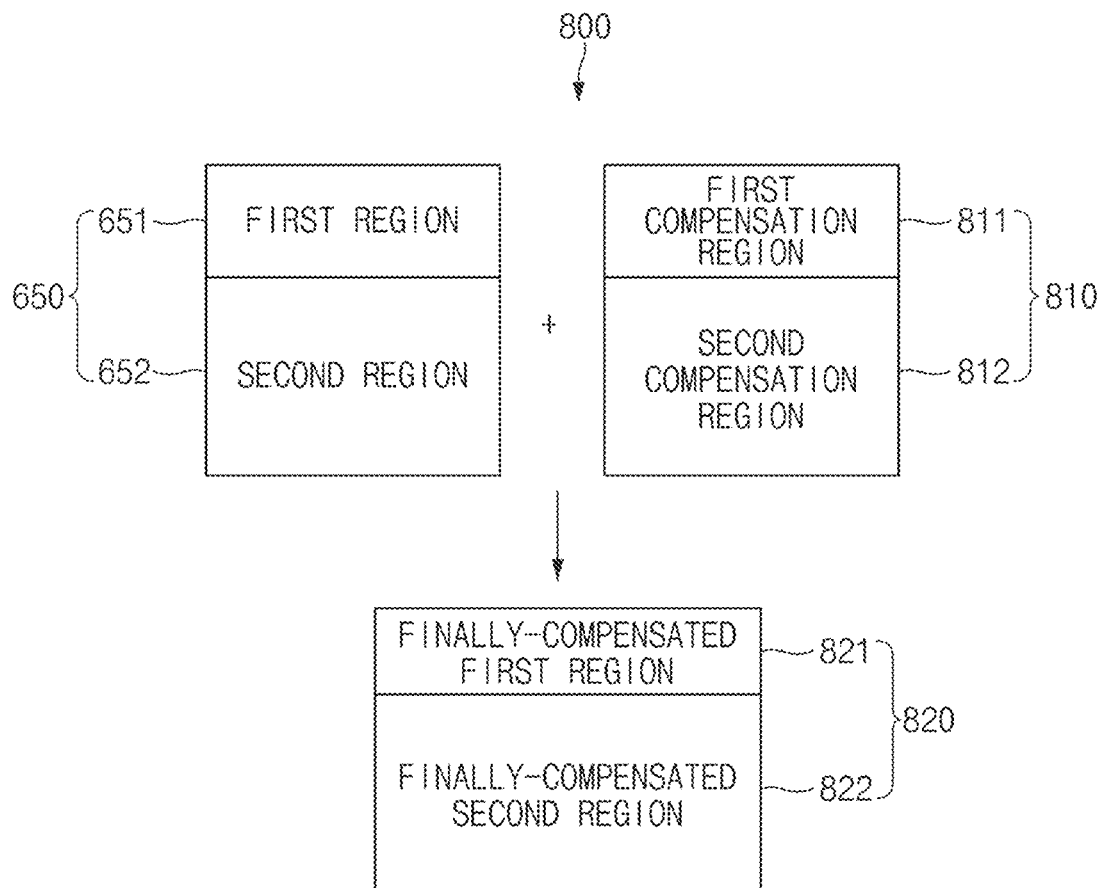 800
651
FIRST REGION
650
652
SECOND REGION
+
FIRST
COMPENSATION
REGION
811
810
SECOND
COMPENSATION
REGION
812
FINALLY-COMPENSATED
FIRST REGION
821
820
FINALLY-COMPENSATED
SECOND REGION
822